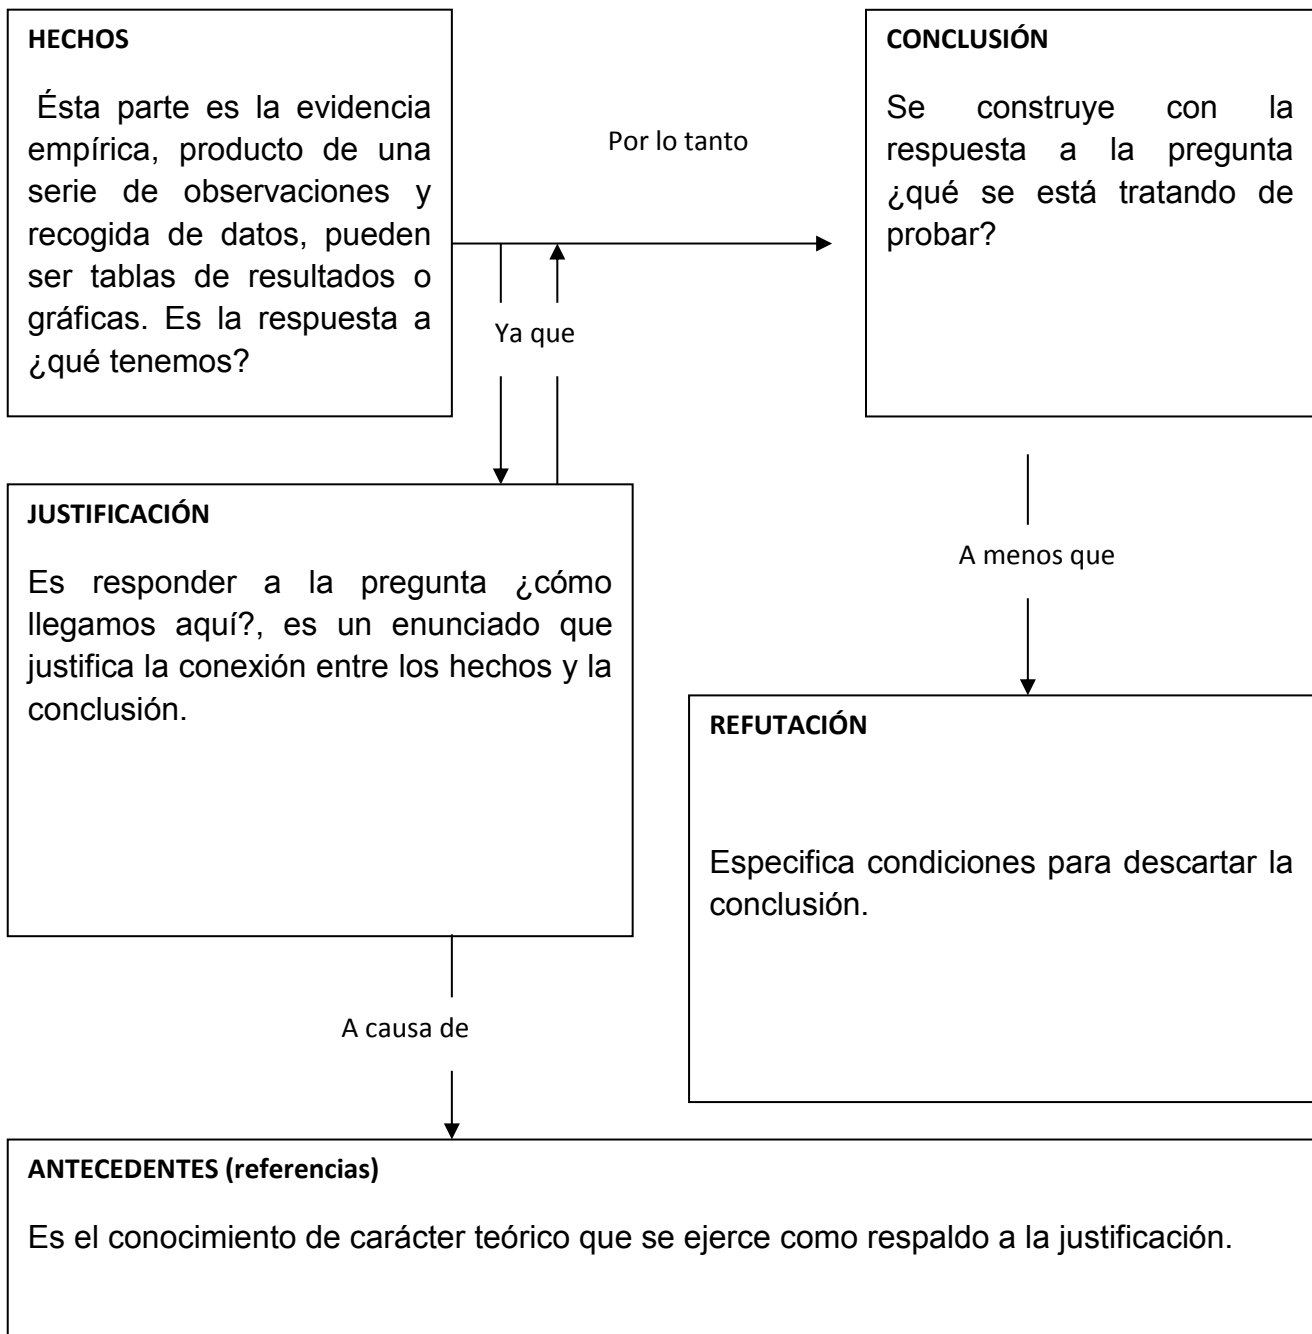 HECHOS
Ésta parte es la evidencia
empírica, producto de una
serie de observaciones y
recogida de datos, pueden
ser tablas de resultados o
gráficas. Es la respuesta a
¿qué tenemos?
Por lo tanto
CONCLUSIÓN
Se construye con la
respuesta a la pregunta
¿qué se está tratando de
probar?
Ya que
JUSTIFICACIÓN
Es responder a la pregunta ¿cómo
llegamos aquí?, es un enunciado que
justifica la conexión entre los hechos y la
conclusión.
A menos que
REFUTACIÓN
Especifica condiciones para descartar la
conclusión.
A causa de
ANTECEDENTES (referencias)
Es el conocimiento de carácter teórico que se ejerce como respaldo a la justificación.